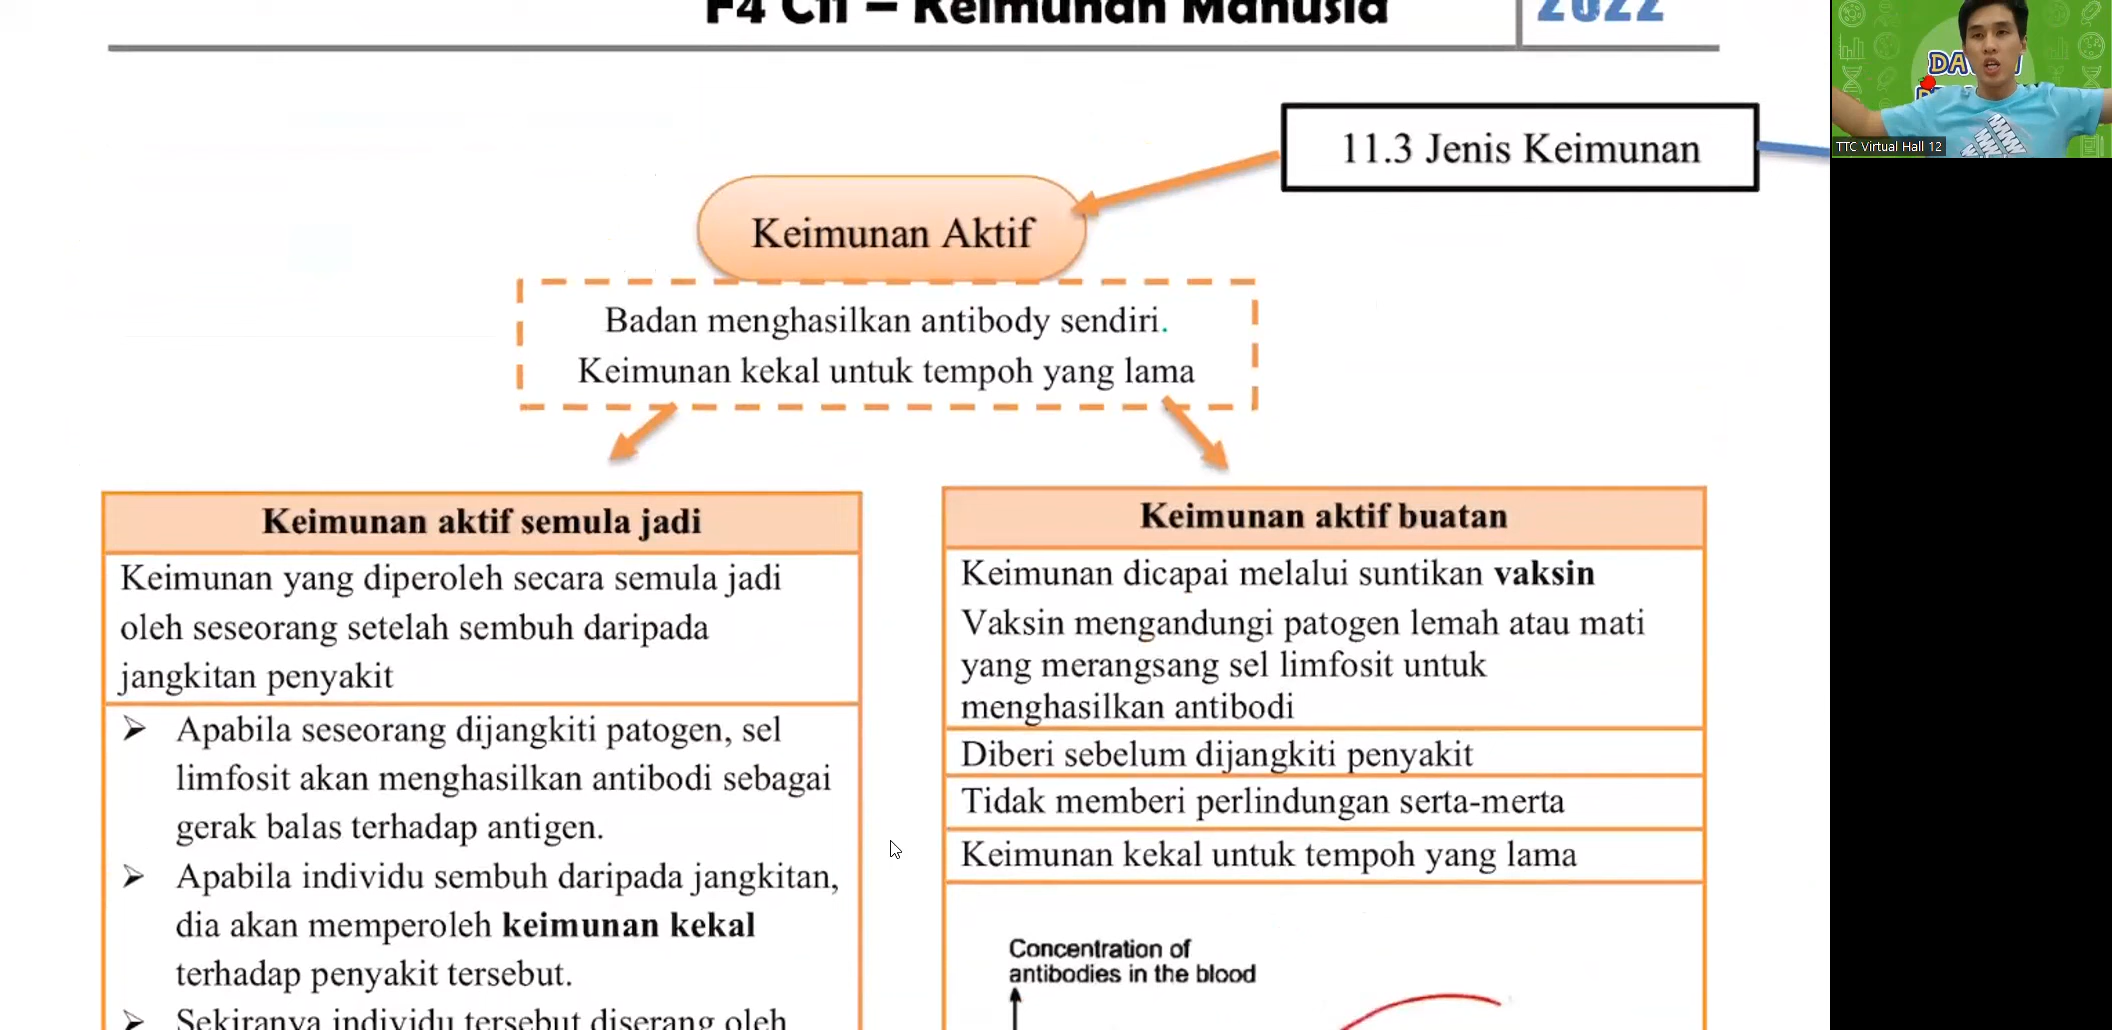 F4 C11 – Keimunan Manusia
2022
11.3 Jenis Keimunan
Keimunan Aktif
Badan menghasilkan antibody sendiri.
Keimunan kekal untuk tempoh yang lama
Keimunan aktif semula jadi
Keimunan yang diperoleh secara semula jadi
oleh seseorang setelah sembuh daripada
jangkitan penyakit
➢ Apabila seseorang dijangkiti patogen, sel
limfosit akan menghasilkan antibodi sebagai
gerak balas terhadap antigen.
➢ Apabila individu sembuh daripada jangkitan,
dia akan memperoleh keimunan kekal
terhadap penyakit tersebut.
➢ Sekiranya individu tersebut diserang oleh
Keimunan aktif buatan
Keimunan dicapai melalui suntikan vaksin
Vaksin mengandungi patogen lemah atau mati
yang merangsang sel limfosit untuk
menghasilkan antibodi
Diberi sebelum dijangkiti penyakit
Tidak memberi perlindungan serta-merta
Keimunan kekal untuk tempoh yang lama
Concentration of
antibodies in the blood
TTC Virtual Hall 12